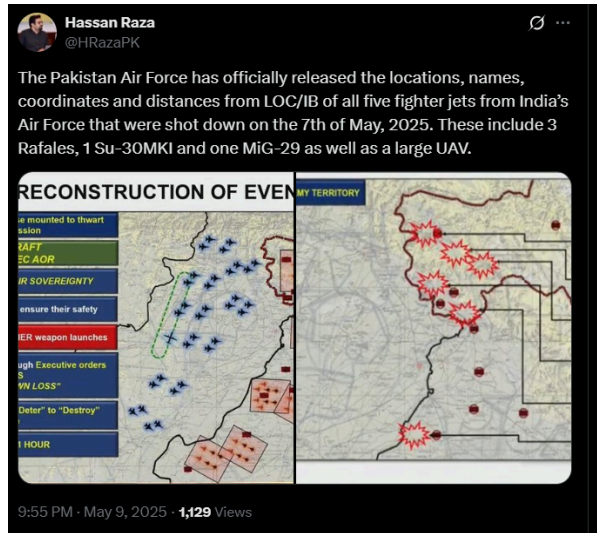 Hassan Raza
@HRazaPK
The Pakistan Air Force has officially released the locations, names,
coordinates and distances from LOC/IB of all five fighter jets from India's
Air Force that were shot down on the 7th of May, 2025. These include 3
Rafales, 1 Su-30MKI and one MiG-29 as well as a large UAV.
RECONSTRUCTION OF EVEN
se mounted to thwart
ssion
RAFT
EC AOR
IR SOVEREIGNTY
ensure their safety
IER weapon launches
ugh Executive orders
S
WN LOSS"
Deter" to "Destroy"
1 HOUR
MY TERRITORY
9:55 PM · May 9, 2025 · 1,129 Views